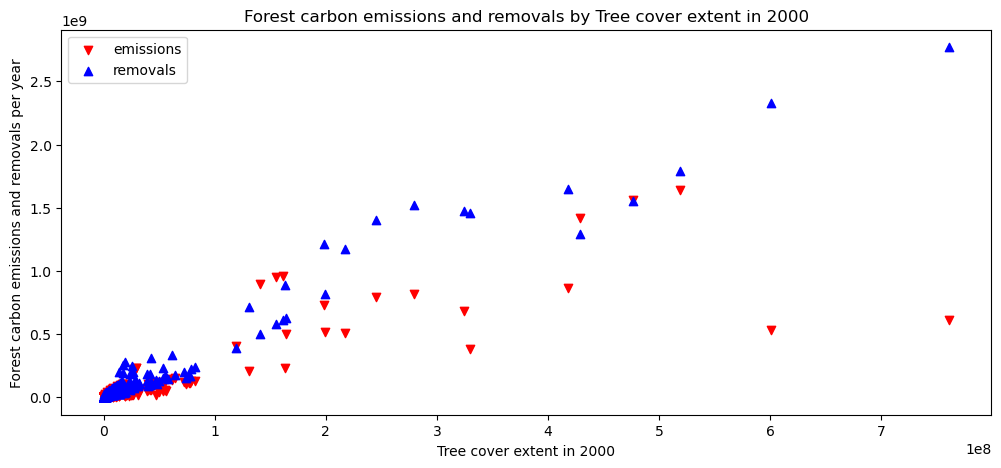 Forest carbon emissions and removals by Tree cover extent in 2000
1e9
emissions
removals
Forest carbon emissions and removals per year
2.5
2.0
1.5
1.0
0.5
0.0
0 1 2 3 4 5 6 7
1e8
Tree cover extent in 2000